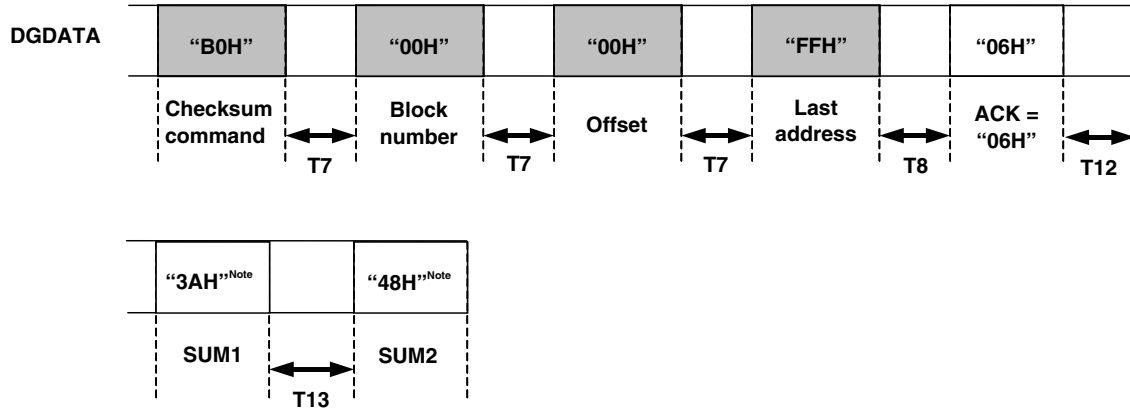 DGDATA
“B0H” “00H” “00H” “FFH” “06H”
Checksum command Block number Offset Last address ACK = “06H”
T7 T7 T7 T8 T12
“3AH”Note “48H”Note
SUM1 SUM2
T13